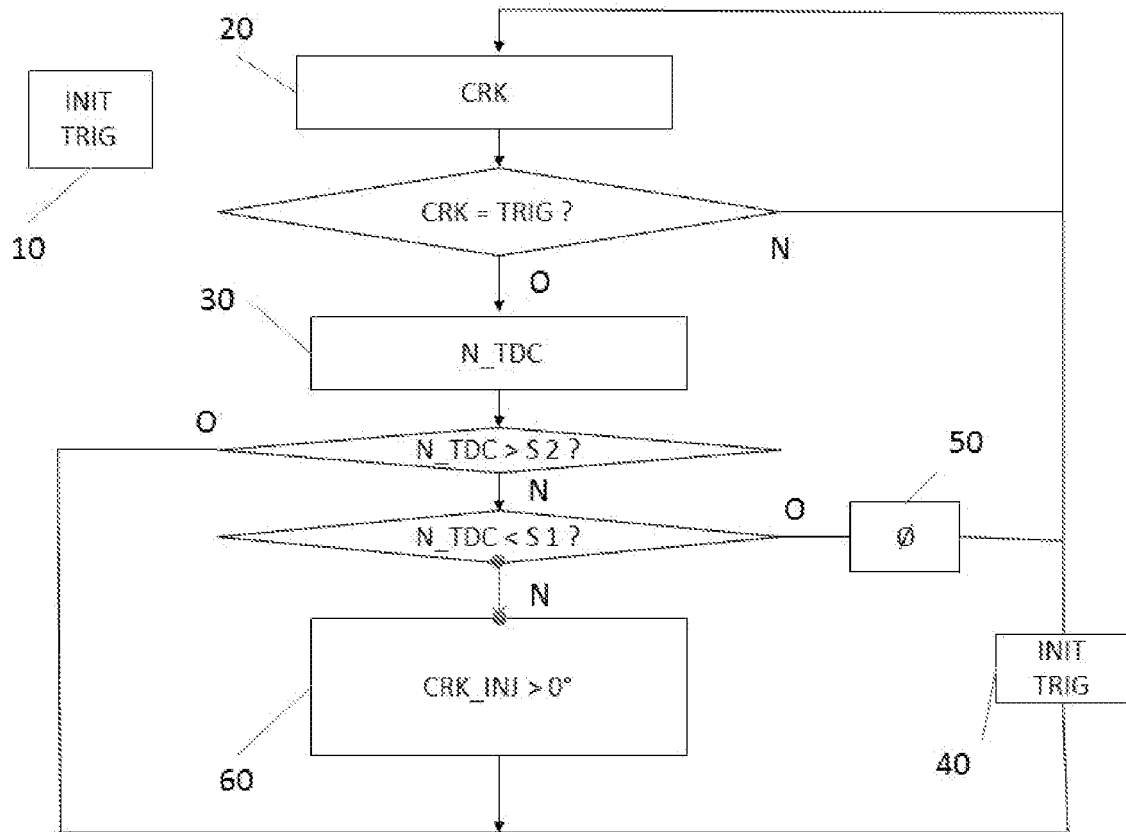 20
CRK
INIT
TRIG
10
CRK = TRIG ?
N
O
30
N_TDC
O
N_TDC > S 2 ?
N
50
O
Ø
N_TDC < S 1 ?
N
CRK_INJ > 0°
INIT
TRIG
60
40